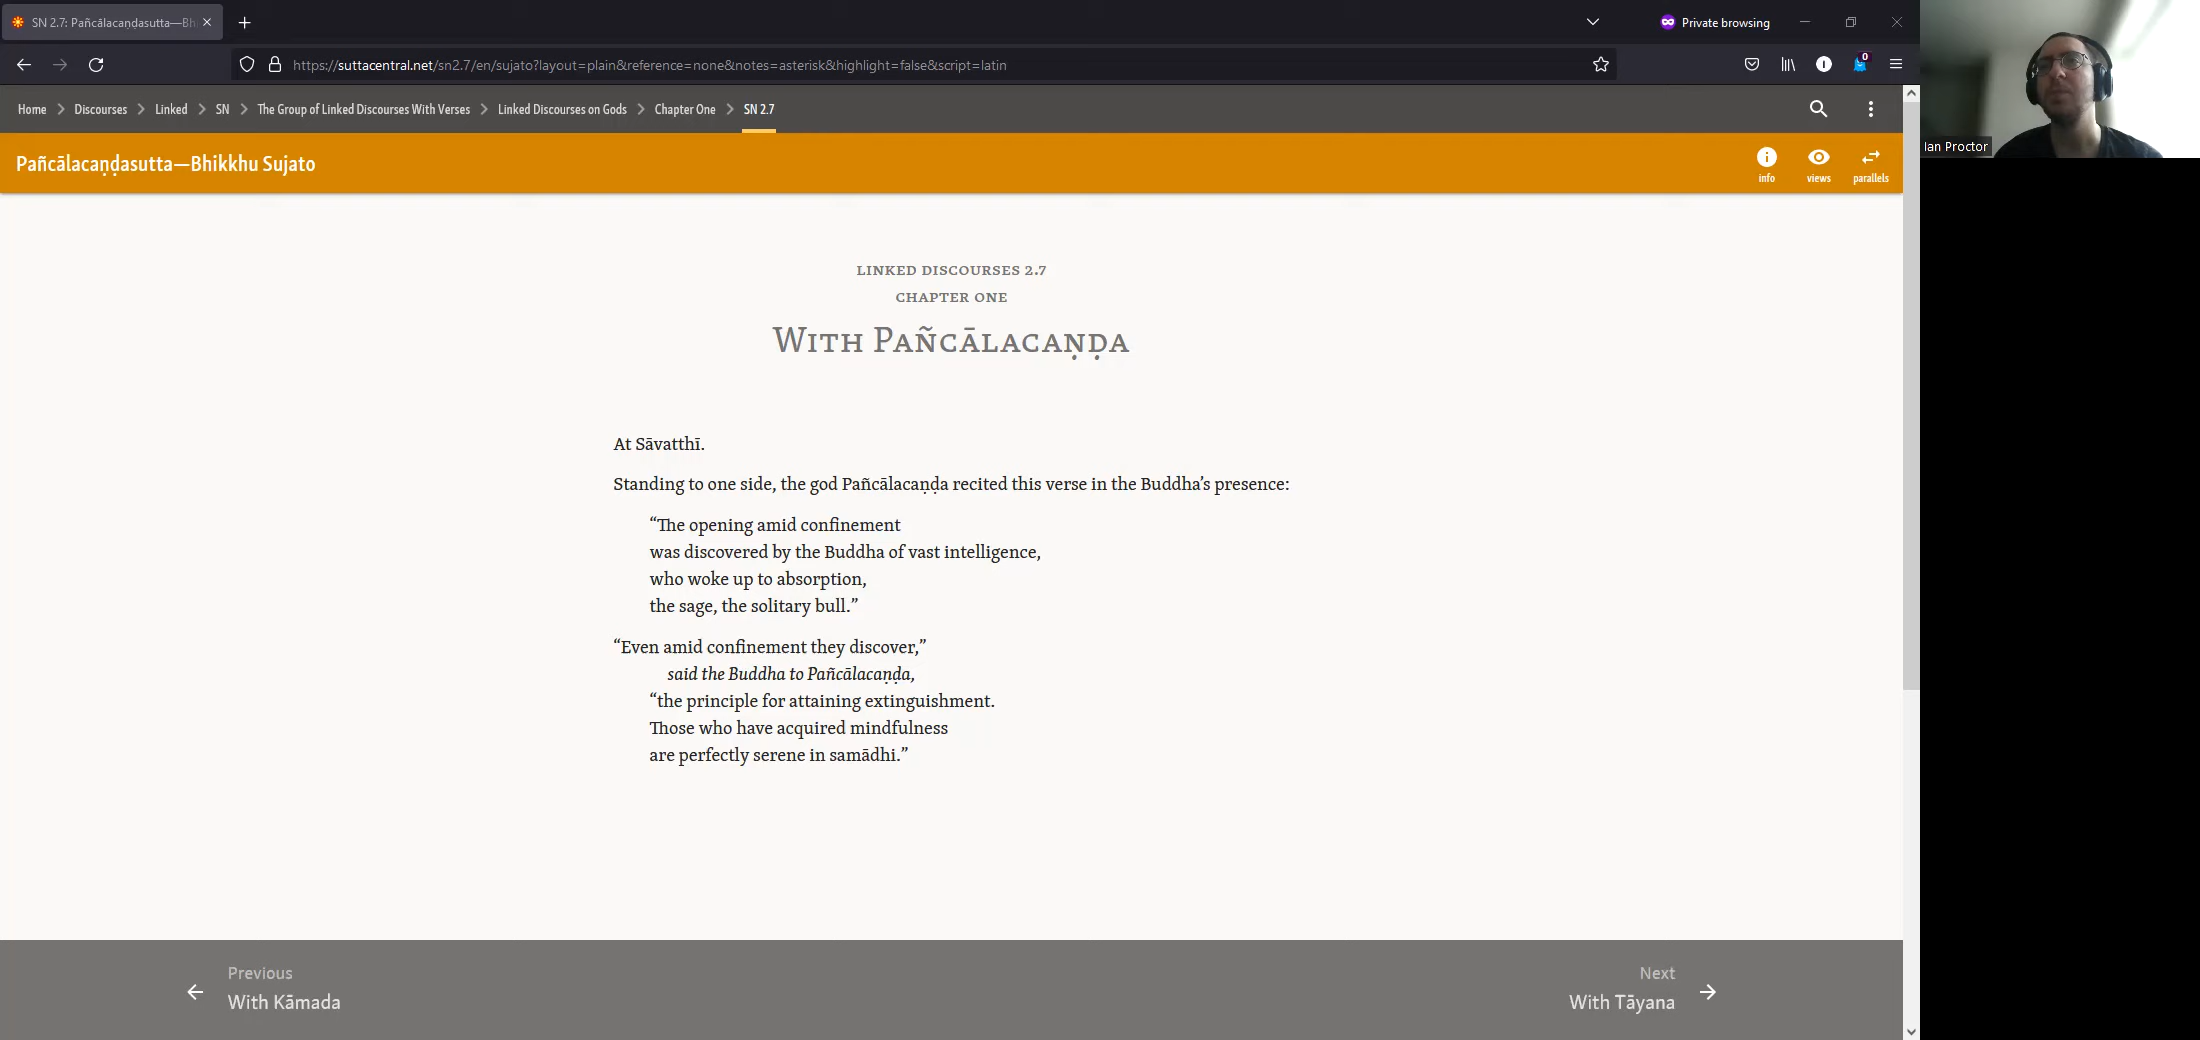 SN 2.7: Pañcālacaṇḍasutta—Bh
Private browsing
https://suttacentral.net/sn2.7/en/sujato?layout=plain&reference=none&notes=asterisk&highlight=false&script=latin
0
Home
Discourses
Linked
SN
The Group of Linked Discourses With Verses
Linked Discourses on Gods
Chapter One
SN 2.7
Pañcālacaṇḍasutta—Bhikkhu Sujato
info
views
parallels
Ian Proctor
LINKED DISCOURSES 2.7
CHAPTER ONE
WITH PAÑCĀLACAṆḌA
At Sāvatthī.
Standing to one side, the god Pañcālacaṇḍa recited this verse in the Buddha’s presence:
“The opening amid confinement
was discovered by the Buddha of vast intelligence,
who woke up to absorption,
the sage, the solitary bull.”
“Even amid confinement they discover,”
said the Buddha to Pañcālacaṇḍa,
“the principle for attaining extinguishment.
Those who have acquired mindfulness
are perfectly serene in samādhi.”
Previous
With Kāmada
Next
With Tāyana